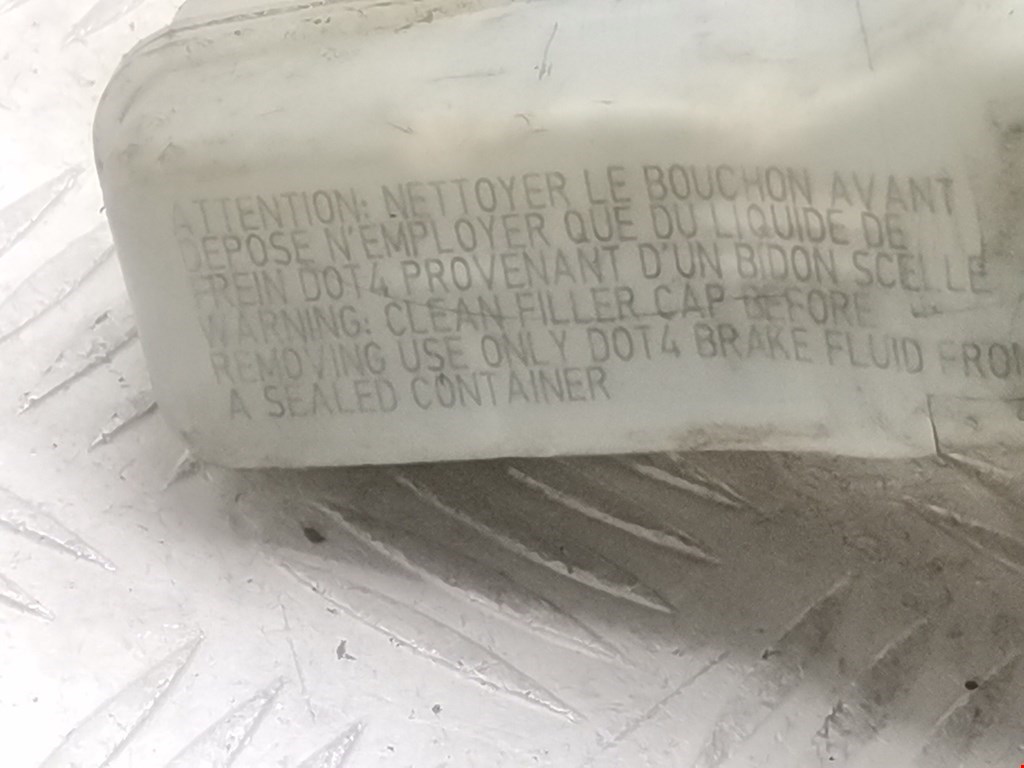 ATTENTION: NETTOYER LE BOUCHON AVANT
DEPOSE N'EMPLOYER QUE DU LIQUIDE DE
FREIN DOT4 PROVENANT D'UN BIDON SCELLE
WARNING: CLEAN FILLER CAP BEFORE
REMOVING USE ONLY DOT4 BRAKE FLUID FROM
A SEALED CONTAINER